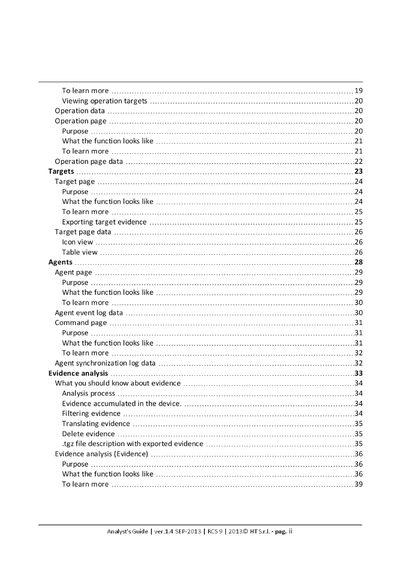 To learn more 19
Viewing operation targets 20
Operation data 20
Operation page 20
Purpose 20
What the function looks like 21
To learn more 21
Operation page data 22
Targets 23
Target page 24
Purpose 24
What the function looks like 24
To learn more 25
Exporting target evidence 25
Target page data 26
Icon view 26
Table view 26
Agents 28
Agent page 29
Purpose 29
What the function looks like 29
To learn more 30
Agent event log data 30
Command page 31
Purpose 31
What the function looks like 31
To learn more 32
Agent synchronization log data 32
Evidence analysis 33
What you should know about evidence 34
Analysis process 34
Evidence accumulated in the device. 34
Filtering evidence 34
Translating evidence 35
Delete evidence 35
.tgz file description with exported evidence 35
Evidence analysis (Evidence) 36
Purpose 36
What the function looks like 36
To learn more 39
Analyst's Guide | ver.1.4 SEP-2013 | RCS 9 | 2013© HT S.r.l. - pag. ii